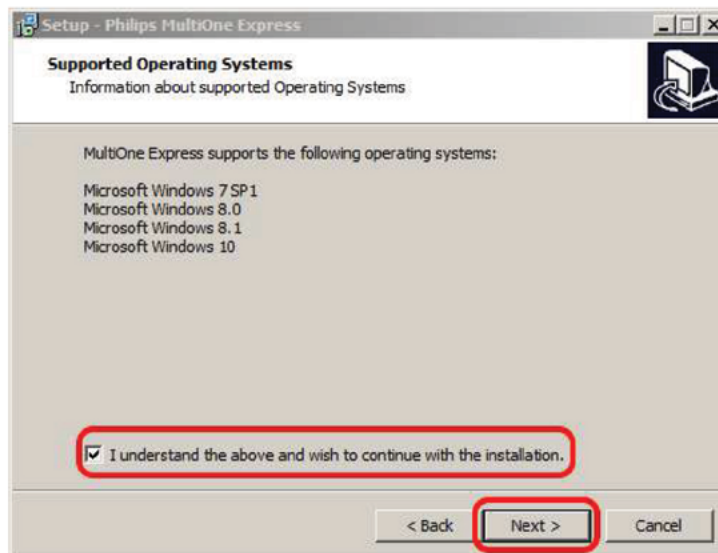 Setup - Philips MultiOne Express
Supported Operating Systems
Information about supported Operating Systems
MultiOne Express supports the following operating systems:
Microsoft Windows 7 SP1
Microsoft Windows 8.0
Microsoft Windows 8.1
Microsoft Windows 10
I understand the above and wish to continue with the installation.
< Back Next > Cancel